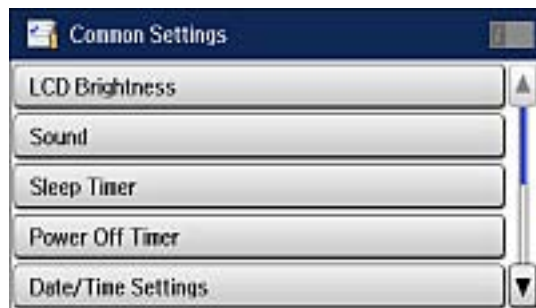 Common Settings
LCD Brightness
Sound
Sleep Timer
Power Off Timer
Date/Time Settings